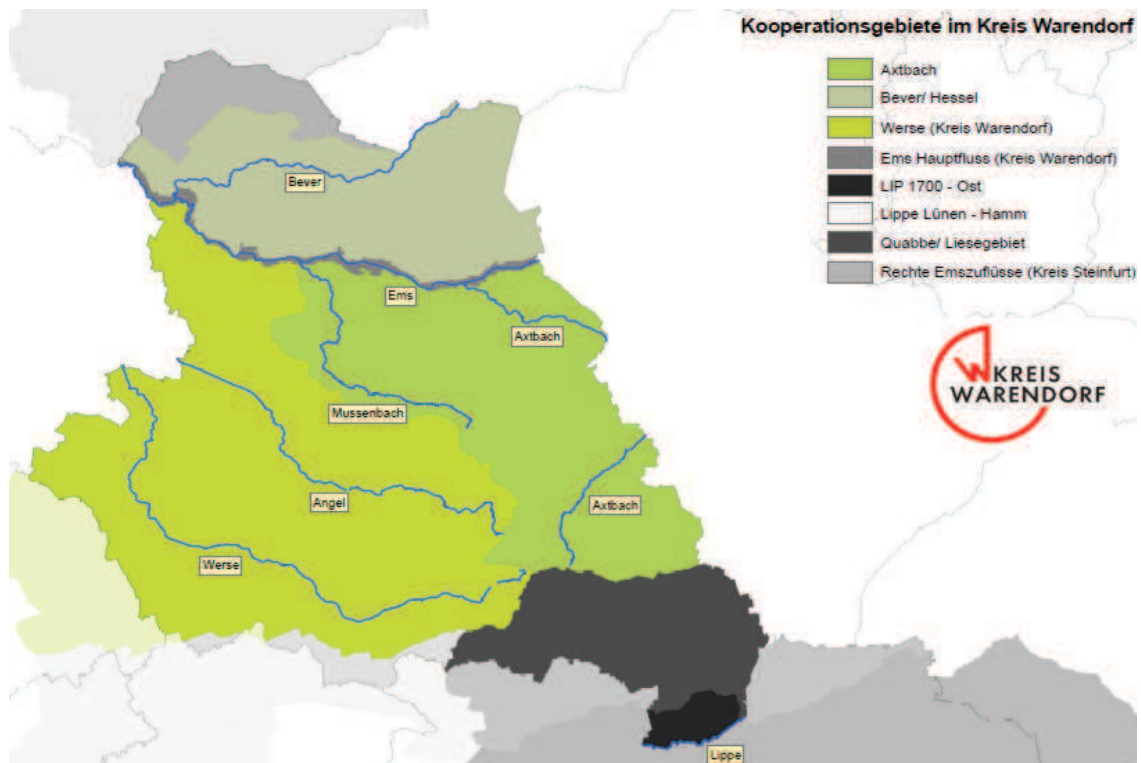 Kooperationsgebiete im Kreis Warendorf
Axtbach
Bever/ Hessel
Werse (Kreis Warendorf)
Ems Hauptfluss (Kreis Warendorf)
LIP 1700 - Ost
Lippe Lünen - Hamm
Quabbe/ Liesegebiet
Rechte Emszuflüsse (Kreis Steinfurt)
Bever
Ems
Axtbach
KREIS
WARENDORF
Mussenbach
Angel
Axtbach
Werse
Lippe